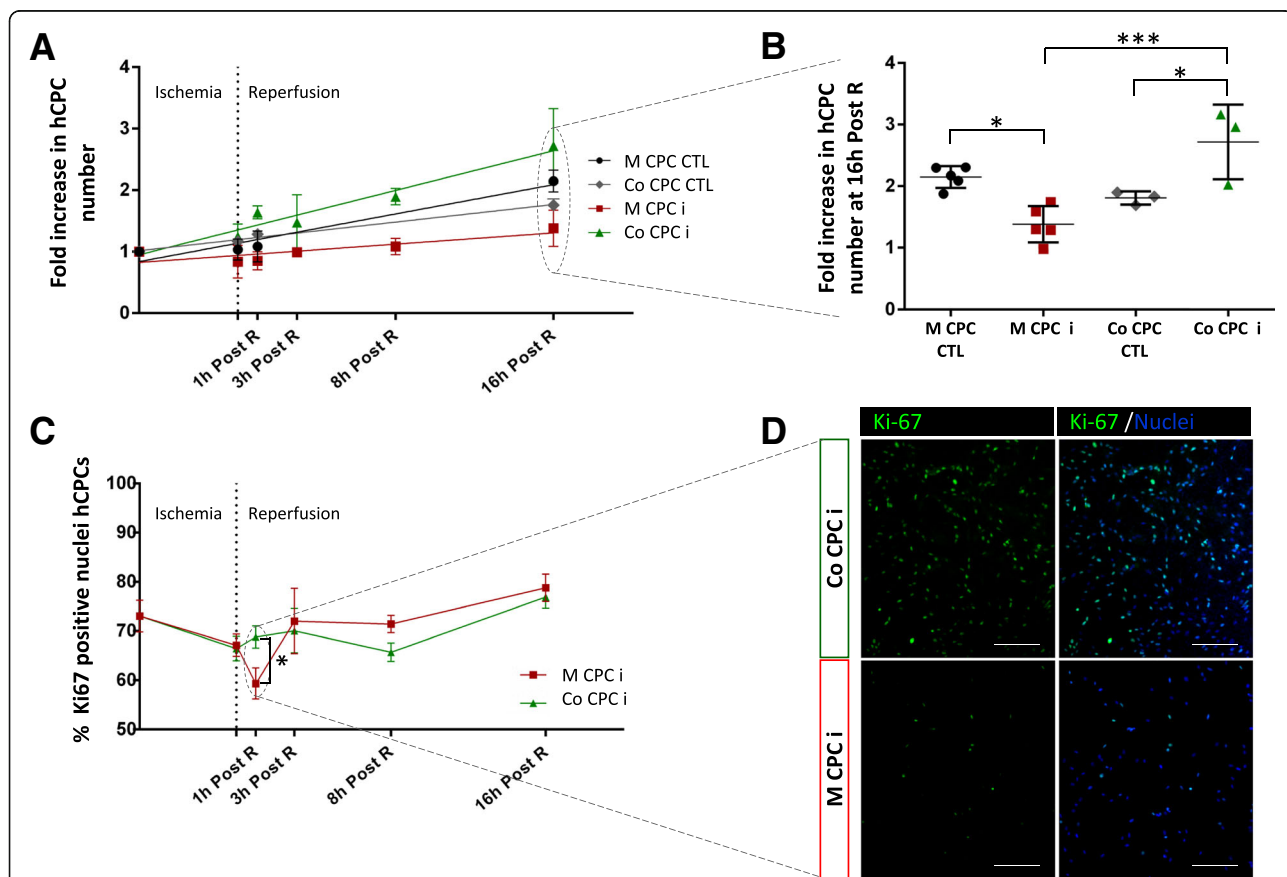 A
Fold increase in hCPC
number
4
3
2
1
0
Ischemia
Reperfusion
1h Post R
3h Post R
8h Post R
16h Post R
M CPC CTL
Co CPC CTL
M CPC i
Co CPC i
B
Fold increase in hCPC
number at 16h Post R
4
3
2
1
0
*
***
*
M CPC
CTL
M CPC i
Co CPC
CTL
Co CPC i
C
% Ki67 positive nuclei hCPCs
100
90
80
70
60
50
Ischemia
Reperfusion
*
1h Post R
3h Post R
8h Post R
16h Post R
M CPC i
Co CPC i
D
Ki-67
Ki-67 /Nuclei
Co CPC i
M CPC i